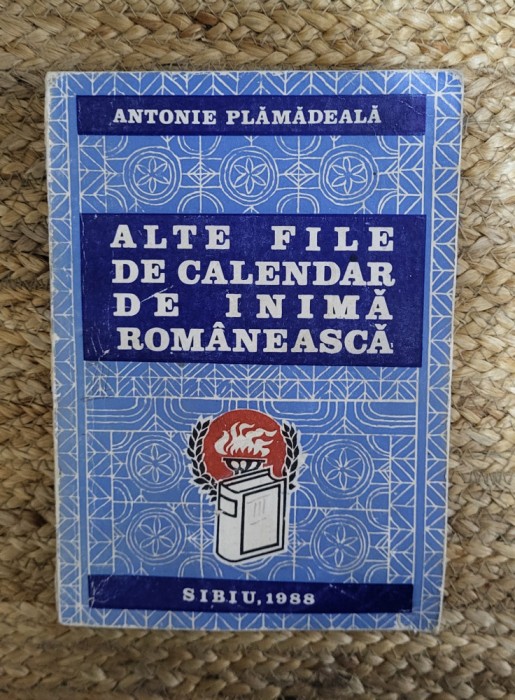 ANTONIE PLĂMĂDEALĂ
ALTE FILE
DE CALENDAR
DE INIMĂ
ROMÂNEASCĂ
SIBIU, 1988